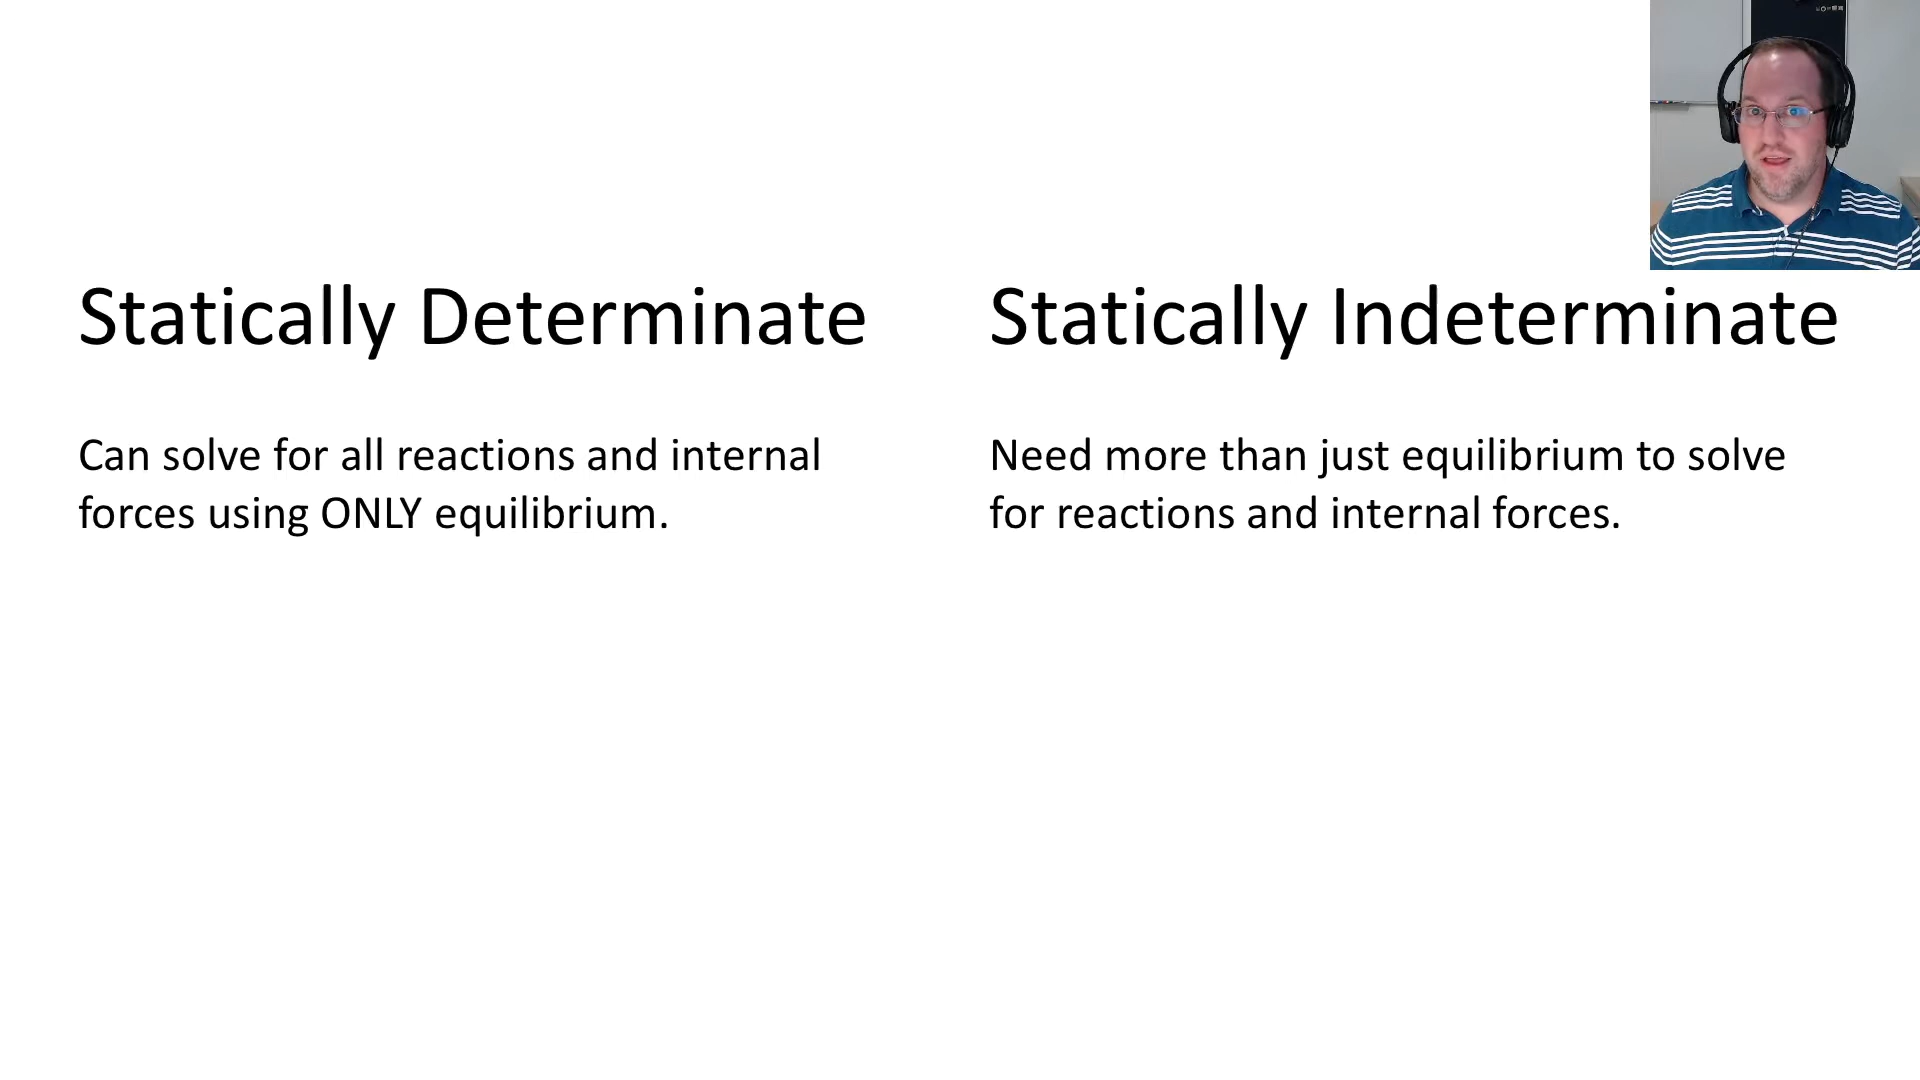 Statically Determinate
Can solve for all reactions and internal
forces using ONLY equilibrium.
Statically Indeterminate
Need more than just equilibrium to solve
for reactions and internal forces.